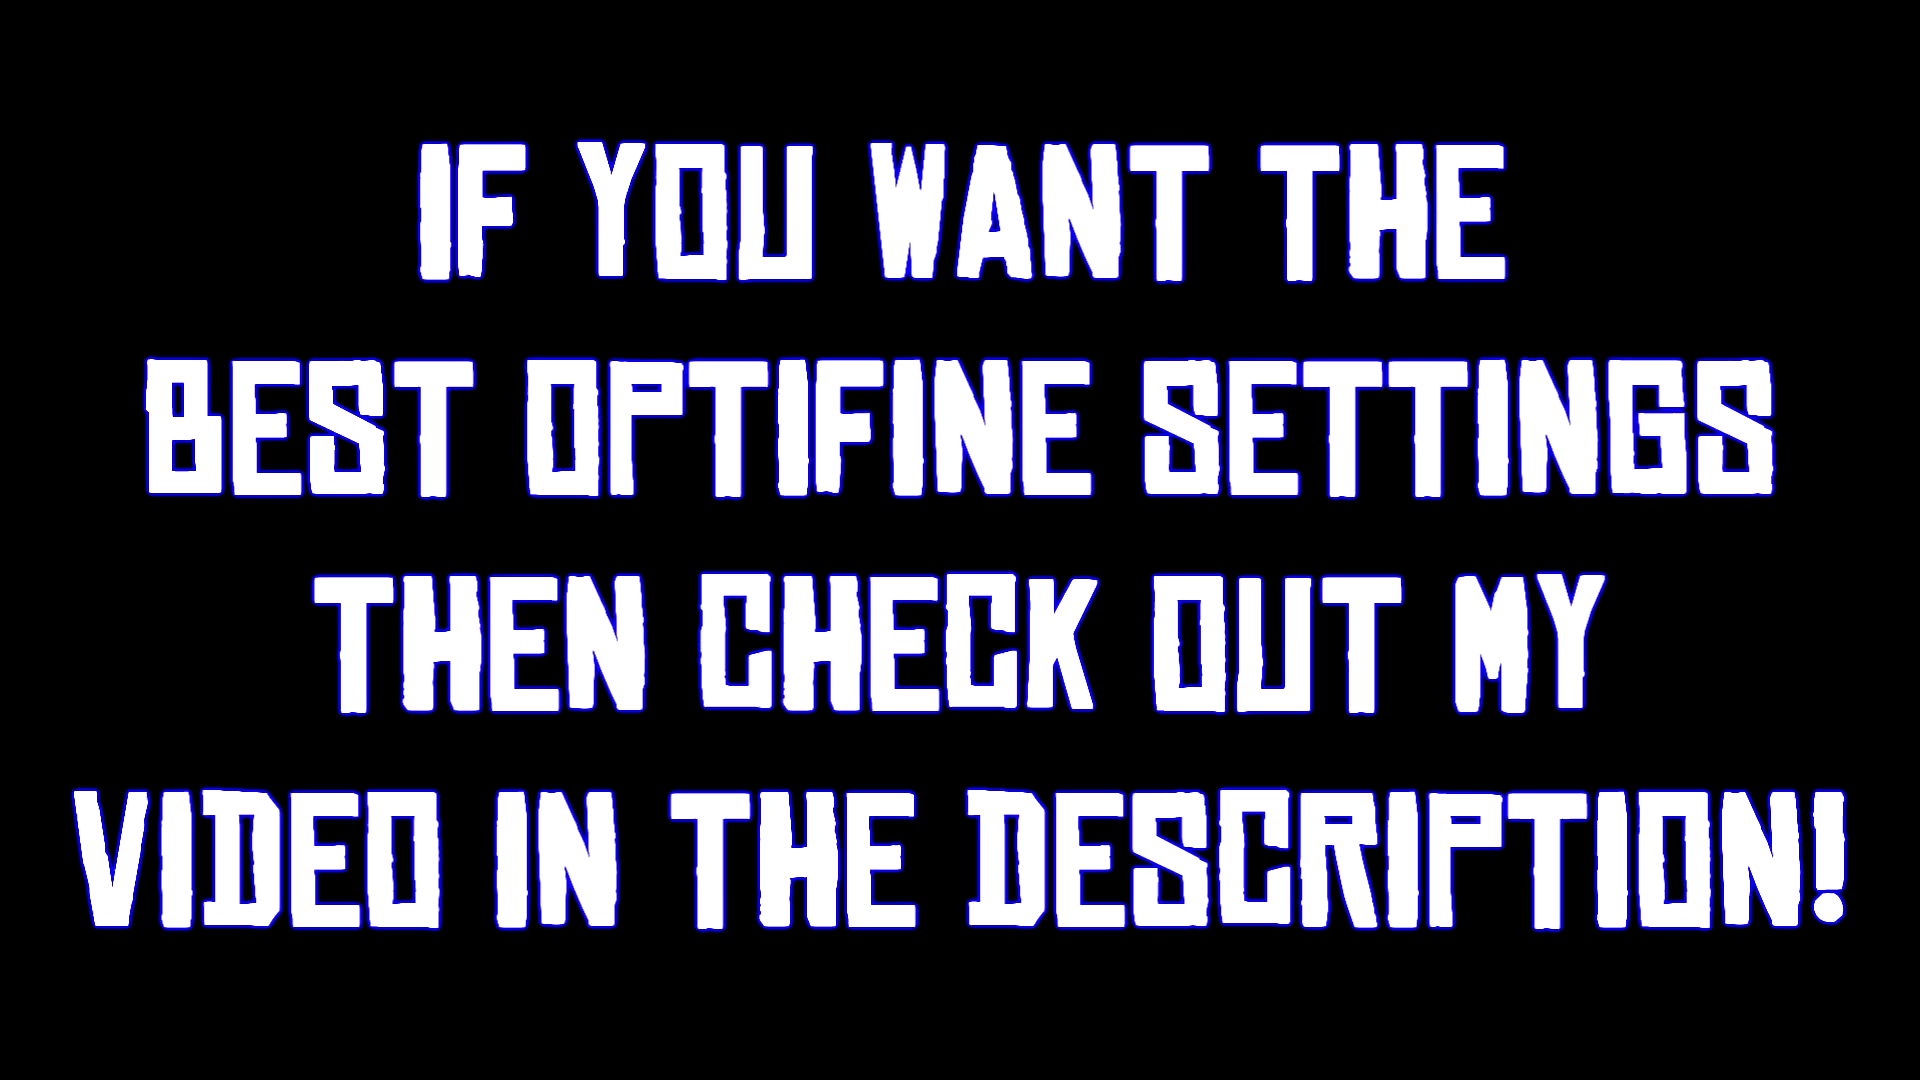 IF YOU WANT THE
BEST OPTIFINE SETTINGS
THEN CHECK OUT MY
VIDEO IN THE DESCRIPTION!